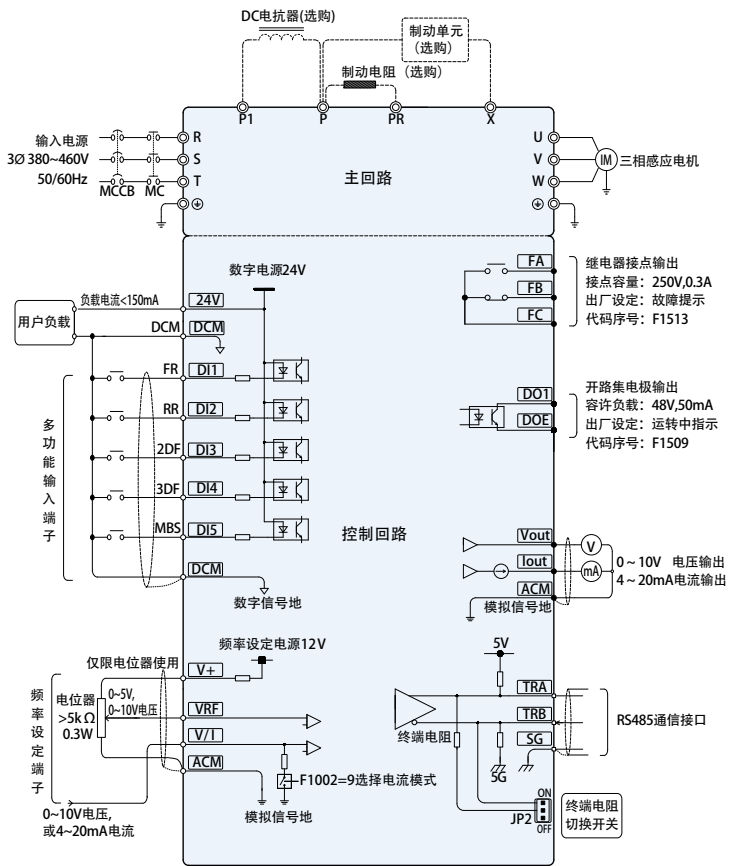 DC电抗器(选购)
制动单元
(选购)
制动电阻（选购）
P1
P
PR
X
输入电源
3Ø 380~460V
50/60Hz
MCCB
MC
R
S
T
主回路
U
V
W
IM
三相感应电机
数字电源24V
负载电流<150mA
24V
用户负载
DCM
DCM
FR
DI1
RR
DI2
2DF
DI3
3DF
DI4
MBS
DI5
DCM
多功能输入端子
数字信号地
控制回路
FA
FB
FC
继电器接点输出
接点容量：250V,0.3A
出厂设定：故障提示
代码序号：F1513
DO1
DOE
开路集电极输出
容许负载：48V,50mA
出厂设定：运转中指示
代码序号：F1509
Vout
Iout
ACM
V
mA
0~10V 电压输出
4~20mA电流输出
模拟信号地
频率设定电源12V
仅限电位器使用
V+
频率设定端子
电位器
>5kΩ
0.3W
0~5V,
0~10V电压
VRF
V/I
ACM
F1002=9选择电流模式
模拟信号地
0~10V电压,
或4~20mA电流
5V
TRA
TRB
SG
RS485通信接口
终端电阻
5G
ON
JP2
OFF
终端电阻
切换开关